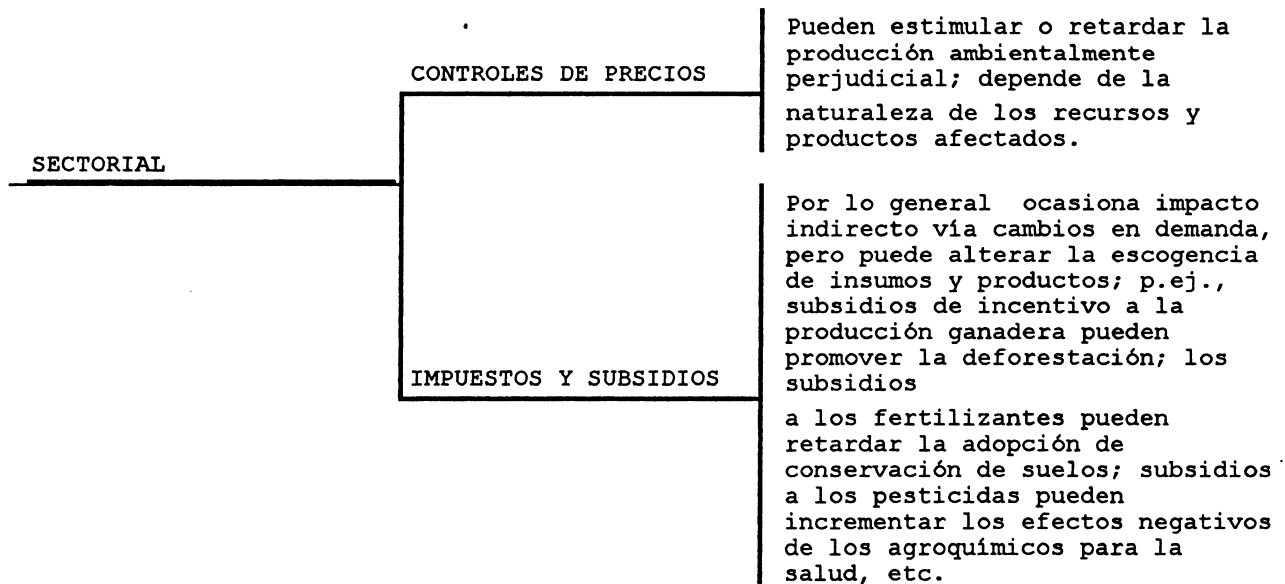 SECTORIAL
CONTROLES DE PRECIOS
Pueden estimular o retardar la
producción ambientalmente
perjudicial; depende de la
naturaleza de los recursos y
productos afectados.
IMPUESTOS Y SUBSIDIOS
Por lo general ocasiona impacto
indirecto vía cambios en demanda,
pero puede alterar la escogencia
de insumos y productos; p.ej.,
subsidios de incentivo a la
producción ganadera pueden
promover la deforestación; los
subsidios
a los fertilizantes pueden
retardar la adopción de
conservación de suelos; subsidios
a los pesticidas pueden
incrementar los efectos negativos
de los agroquímicos para la
salud, etc.